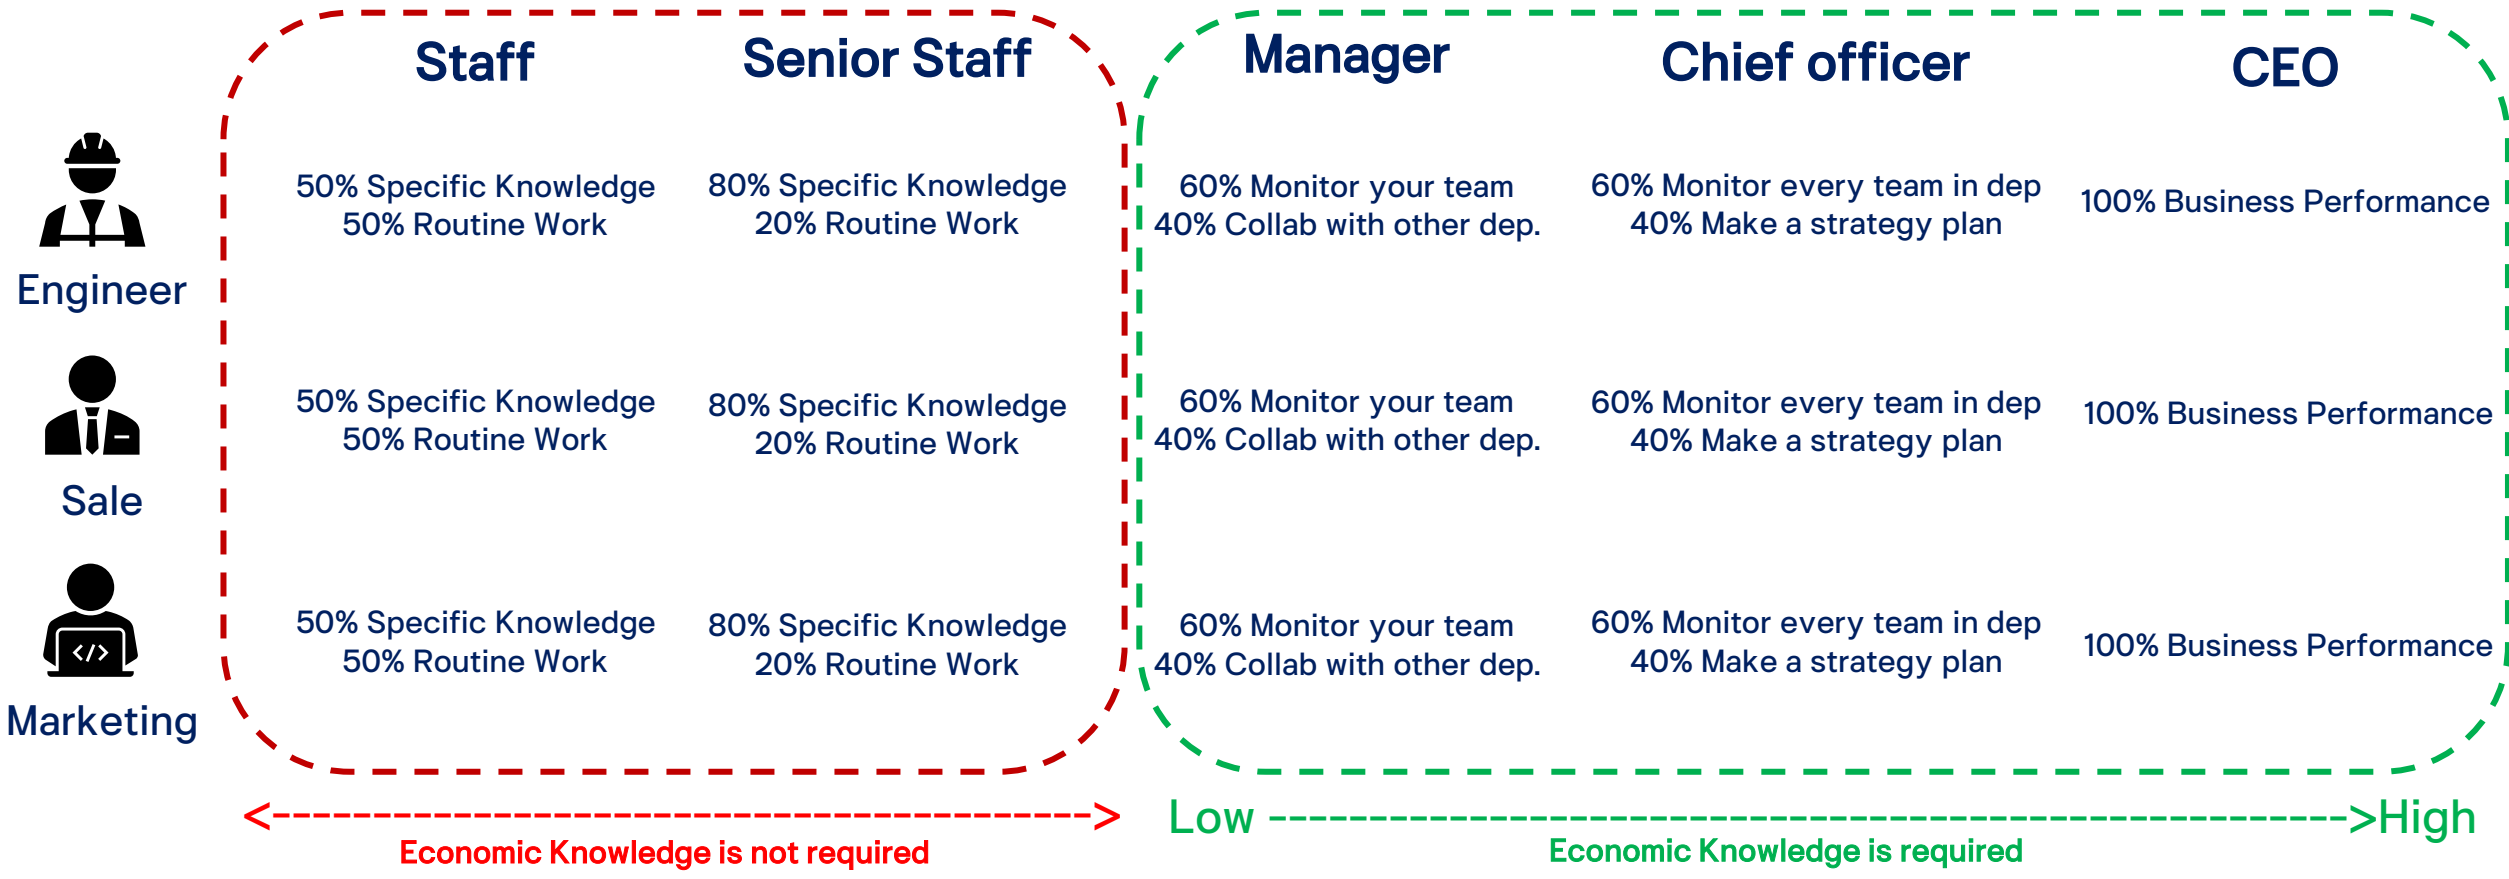 Staff
Senior Staff
Manager
Chief officer
CEO
50% Specific Knowledge
50% Routine Work
80% Specific Knowledge
20% Routine Work
60% Monitor your team
40% Collab with other dep.
60% Monitor every team in dep
40% Make a strategy plan
100% Business Performance
Engineer
50% Specific Knowledge
50% Routine Work
80% Specific Knowledge
20% Routine Work
60% Monitor your team
40% Collab with other dep.
60% Monitor every team in dep
40% Make a strategy plan
100% Business Performance
Sale
50% Specific Knowledge
50% Routine Work
80% Specific Knowledge
20% Routine Work
60% Monitor your team
40% Collab with other dep.
60% Monitor every team in dep
40% Make a strategy plan
100% Business Performance
Marketing
Low
High
Economic Knowledge is not required
Economic Knowledge is required